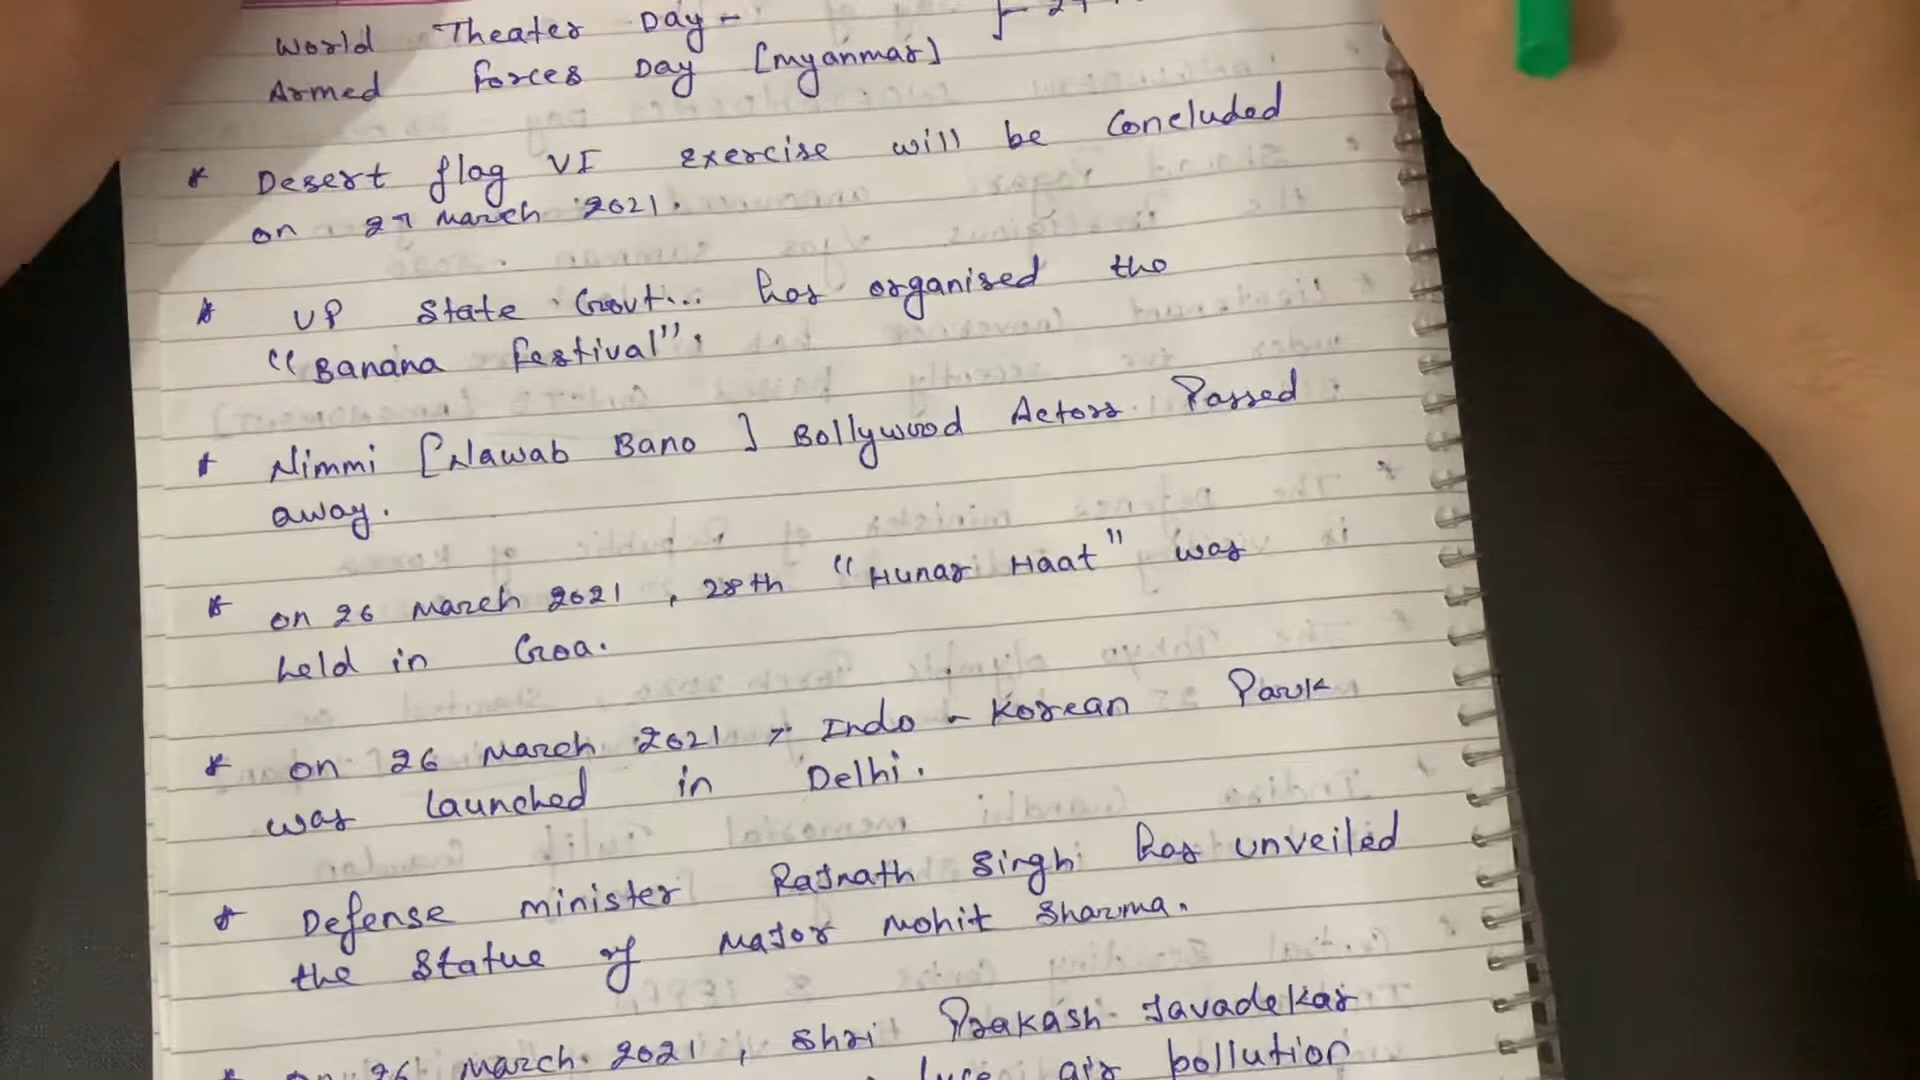 World Theater Day -
Armed Forces Day [Myanmar]
* Desert flag VI exercise will be Concluded
on 27 March 2021.
* UP State Govt... has organised the
"Banana Festival".
* Nimmi [Nawab Bano ] Bollywood Actors Passed
away.
* on 26 March 2021 , 28th "Hunar Haat" was
held in Goa.
* on 26 March 2021 , Indo - Korean Park
was launched in Delhi.
* Defense minister Rajnath Singh has unveiled
the Statue of Major Mohit Sharma.
* On 26 March 2021 , Shri Prakash Javadekar
air pollution